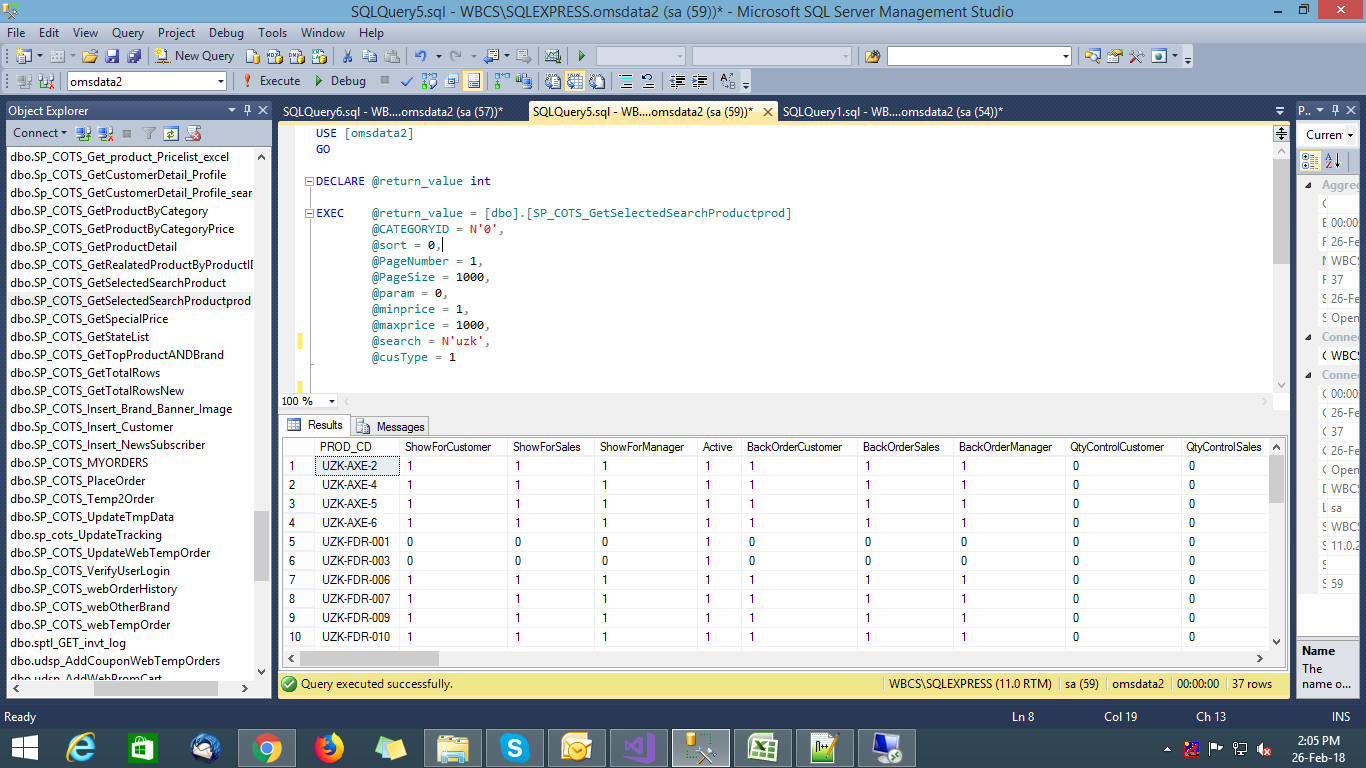 SQLQuery5.sql - WBCS\SQLEXPRESS.omsdata2 (sa (59))* - Microsoft SQL Server Management Studio
File Edit View Query Project Debug Tools Window Help
New Query
omsdata2 Execute Debug
Object Explorer
Connect
dbo.SP_COTS_Get_product_Pricelist_excel
dbo.SP_COTS_GetCustomerDetail_Profile
dbo.SP_COTS_GetCustomerDetail_Profile_sear
dbo.SP_COTS_GetProductByCategory
dbo.SP_COTS_GetProductByCategoryPrice
dbo.SP_COTS_GetProductDetail
dbo.SP_COTS_GetRealatedProductByProductID
dbo.SP_COTS_GetSelectedSearchProduct
dbo.SP_COTS_GetSelectedSearchProductprod
dbo.SP_COTS_GetSpecialPrice
dbo.SP_COTS_GetStateList
dbo.SP_COTS_GetTopProductANDBrand
dbo.SP_COTS_GetTotalRows
dbo.SP_COTS_GetTotalRowsNew
dbo.SP_COTS_Insert_Brand_Banner_Image
dbo.SP_COTS_Insert_Customer
dbo.SP_COTS_Insert_NewsSubscriber
dbo.SP_COTS_MYORDERS
dbo.SP_COTS_PlaceOrder
dbo.SP_COTS_Temp2Order
dbo.SP_COTS_UpdateTmpData
dbo.sp_cots_UpdateTracking
dbo.SP_COTS_UpdateWebTempOrder
dbo.Sp_COTS_VerifyUserLogin
dbo.SP_COTS_webOrderHistory
dbo.SP_COTS_webOtherBrand
dbo.SP_COTS_webTempOrder
dbo.sptl_GET_invt_log
dbo.udsp_AddCouponWebTempOrders
dbo.udsp_AddWebPromCart
SQLQuery6.sql - WB....omsdata2 (sa (57))* SQLQuery5.sql - WB....omsdata2 (sa (59))* SQLQuery1.sql - WB....omsdata2 (sa (54))*
USE [omsdata2]
GO
DECLARE @return_value int
EXEC @return_value = [dbo].[SP_COTS_GetSelectedSearchProductprod]
@CATEGORYID = N'0',
@sort = 0,
@PageNumber = 1,
@PageSize = 1000,
@param = 0,
@minprice = 1,
@maxprice = 1000,
@search = N'uzk',
@cusType = 1
100 %
Results Messages
PROD_CD ShowForCustomer ShowForSales ShowForManager Active BackOrderCustomer BackOrderSales BackOrderManager QtyControlCustomer QtyControlSales
1 UZK-AXE-2 1 1 1 1 1 1 1 0 0
2 UZK-AXE-4 1 1 1 1 1 1 1 0 0
3 UZK-AXE-5 1 1 1 1 1 1 1 0 0
4 UZK-AXE-6 1 1 1 1 1 1 1 0 0
5 UZK-FDR-001 0 0 0 1 0 0 0 0 0
6 UZK-FDR-003 0 0 0 1 0 0 0 0 0
7 UZK-FDR-006 1 1 1 1 1 1 1 0 0
8 UZK-FDR-007 1 1 1 1 1 1 1 0 0
9 UZK-FDR-009 1 1 1 1 1 1 1 0 0
10 UZK-FDR-010 1 1 1 1 1 1 1 0 0
Query executed successfully. WBCS\SQLEXPRESS (11.0 RTM) sa (59) omsdata2 00:00:00 37 rows
P...
Curren
Aggre
C
E 00:00
F 26-Fe
N WBC
R 37
S 26-Fe
S Open
Conne
C WBC
Conne
C 00:00
C 26-Fe
C 37
C 26-Fe
C Open
D WBC
L sa
S WBC
S 11.0.2
S
S 59
Name
The
name o...
Ready Ln 8 Col 19 Ch 13 INS
2:05 PM
26-Feb-18